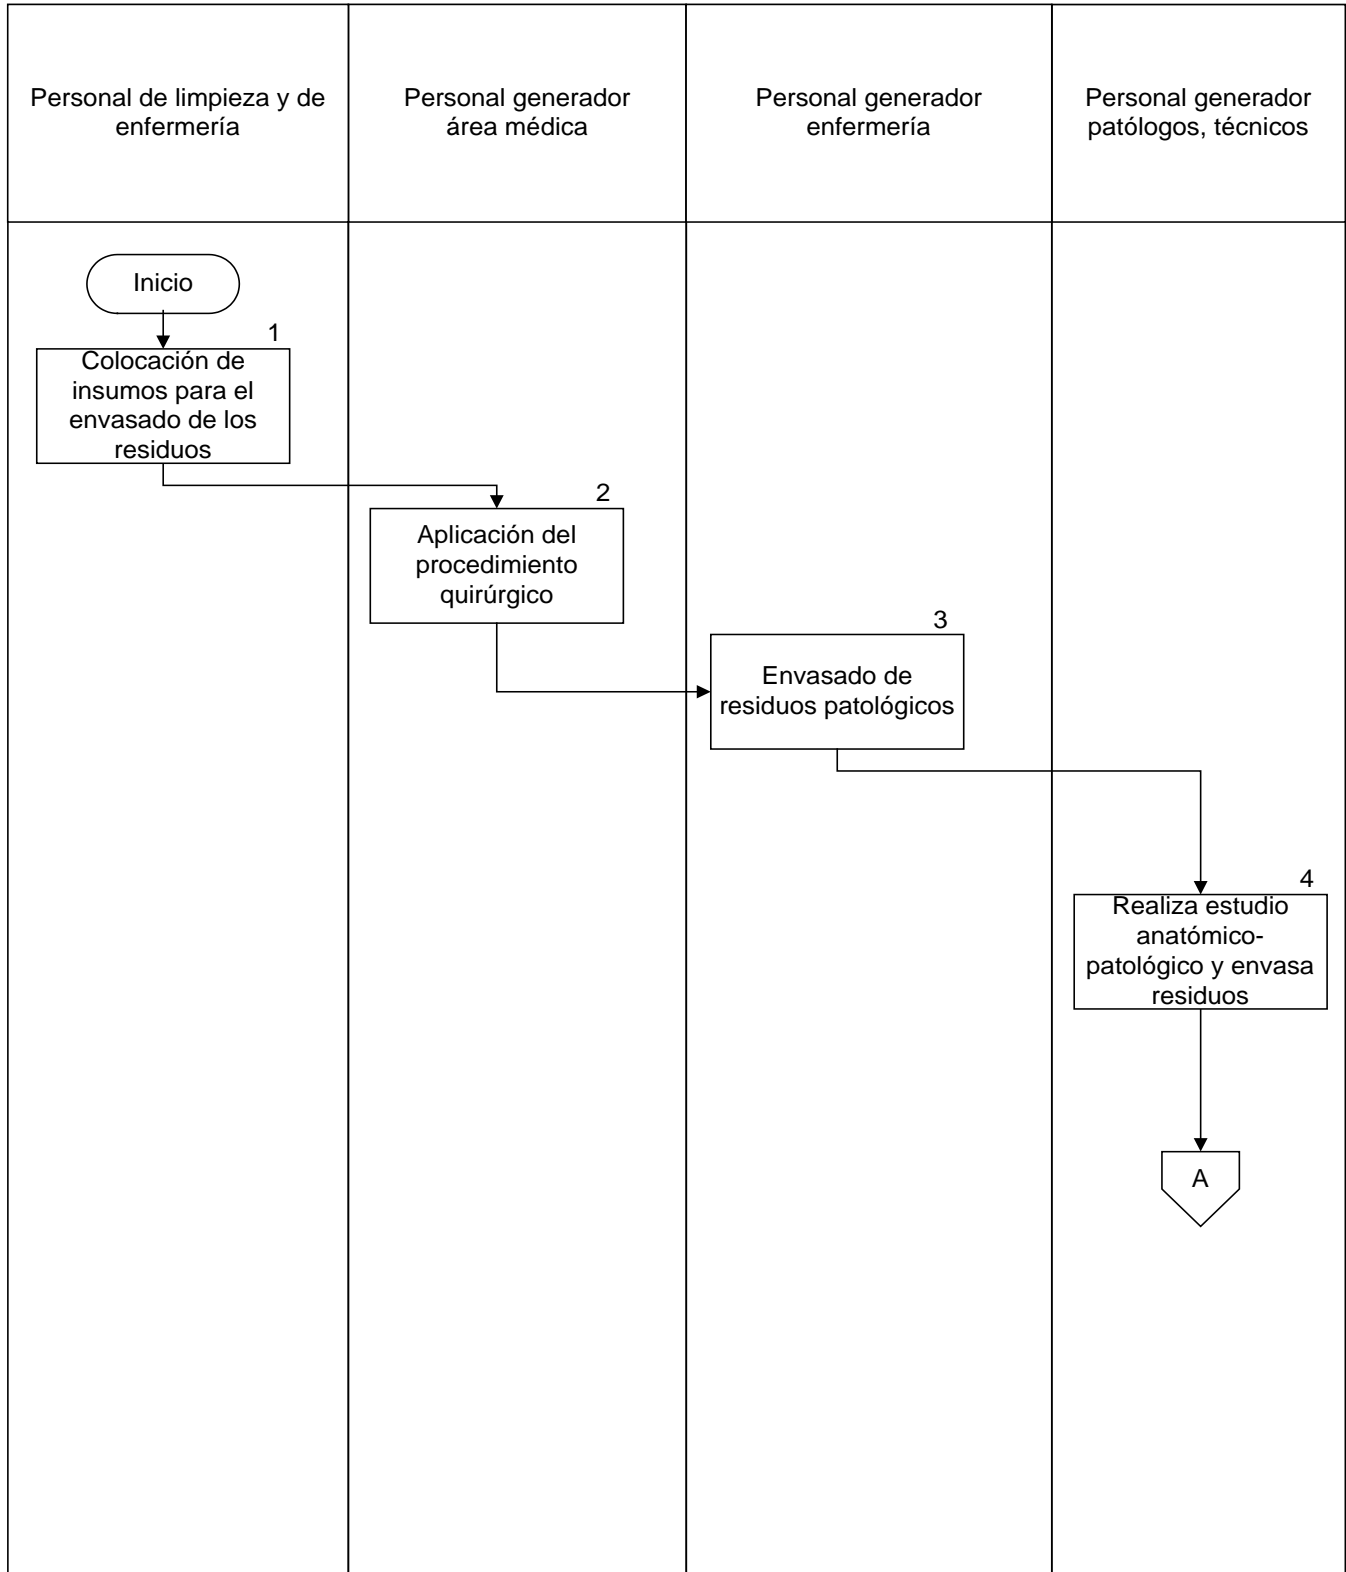 Personal de limpieza y de
enfermería
Personal generador
área médica
Personal generador
enfermería
Personal generador
patólogos, técnicos
Inicio
1
Colocación de
insumos para el
envasado de los
residuos
2
Aplicación del
procedimiento
quirúrgico
3
Envasado de
residuos patológicos
4
Realiza estudio
anatómico-
patológico y envasa
residuos
A